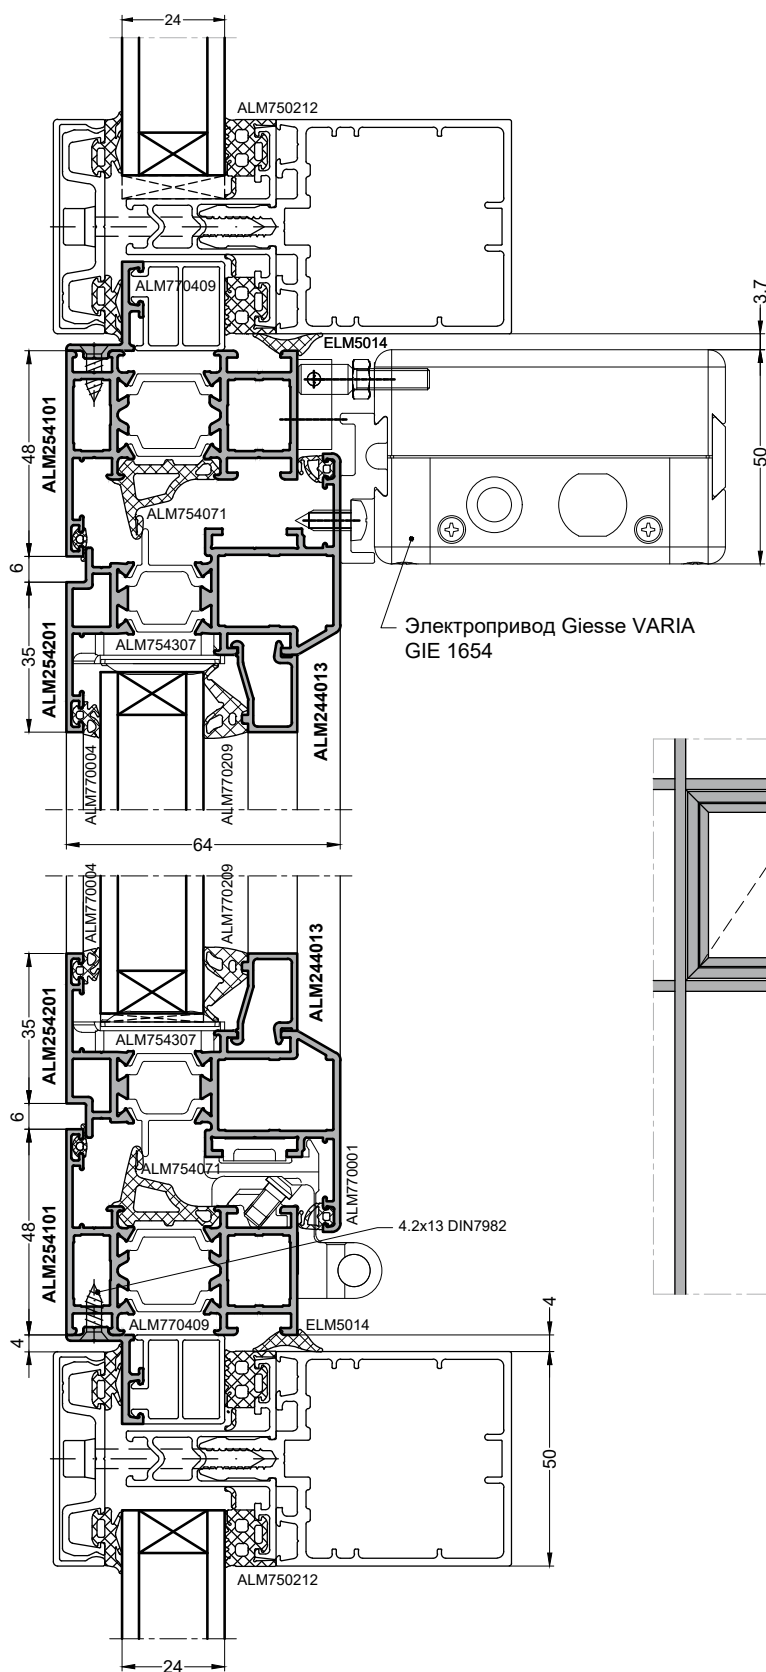 24
ALM750212
ALM770409
3,7
ELM5014
48
ALM254101
50
ALM754071
6
Электропривод Giesse VARIA
GIE 1654
35
ALM254201
ALM754307
ALM244013
ALM770004
ALM770209
64
ALM770004
ALM770209
ALM244013
35
ALM254201
ALM754307
6
ALM754071
ALM770001
48
ALM254101
4.2x13 DIN7982
ALM770409
ELM5014
4
4
50
ALM750212
24